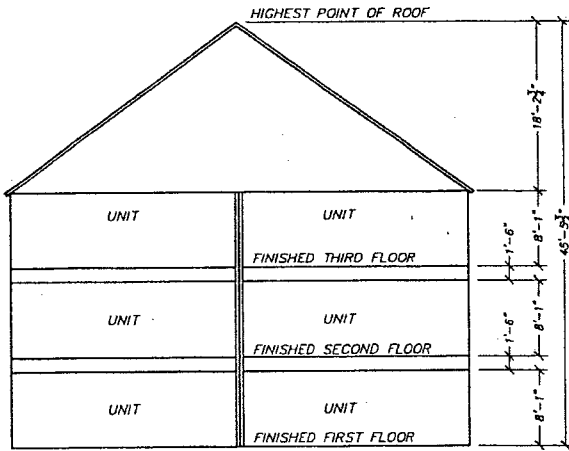 HIGHEST POINT OF ROOF
18'-2¾"
UNIT UNIT
FINISHED THIRD FLOOR
1'-6"
8'-1"
45'-5¾"
UNIT UNIT
FINISHED SECOND FLOOR
1'-6"
8'-1"
UNIT UNIT
FINISHED FIRST FLOOR
8'-1"